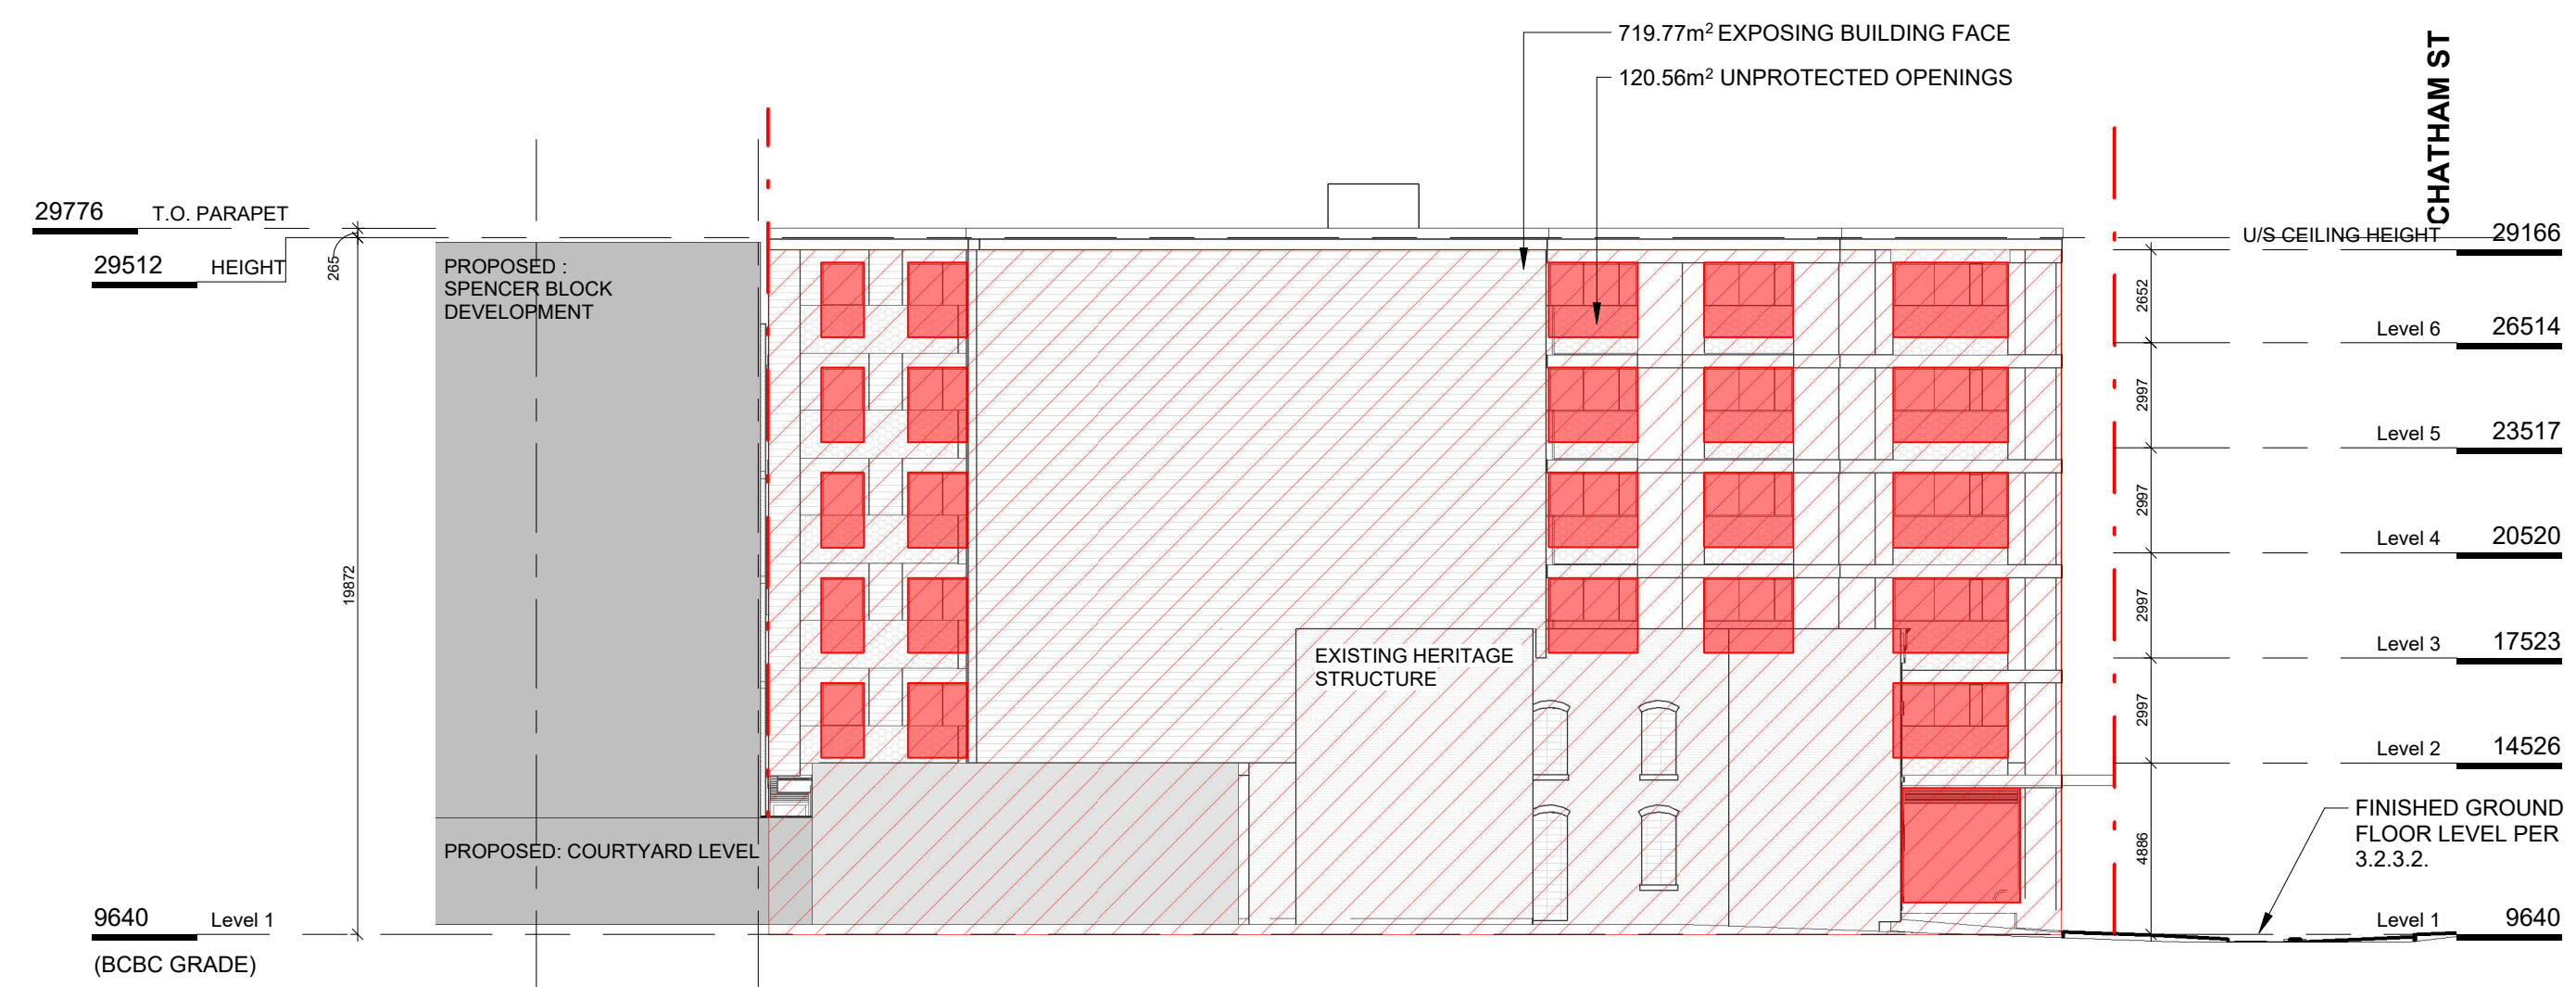 719.77m² EXPOSING BUILDING FACE
120.56m² UNPROTECTED OPENINGS
CHATHAM ST
29776 T.O. PARAPET
29512 HEIGHT
265
19872
PROPOSED :
SPENCER BLOCK
DEVELOPMENT
PROPOSED: COURTYARD LEVEL
9640 Level 1
(BCBC GRADE)
EXISTING HERITAGE
STRUCTURE
U/S CEILING HEIGHT 29166
2652
Level 6 26514
2997
Level 5 23517
2997
Level 4 20520
2997
Level 3 17523
2997
Level 2 14526
4886
FINISHED GROUND
FLOOR LEVEL PER
3.2.3.2.
Level 1 9640